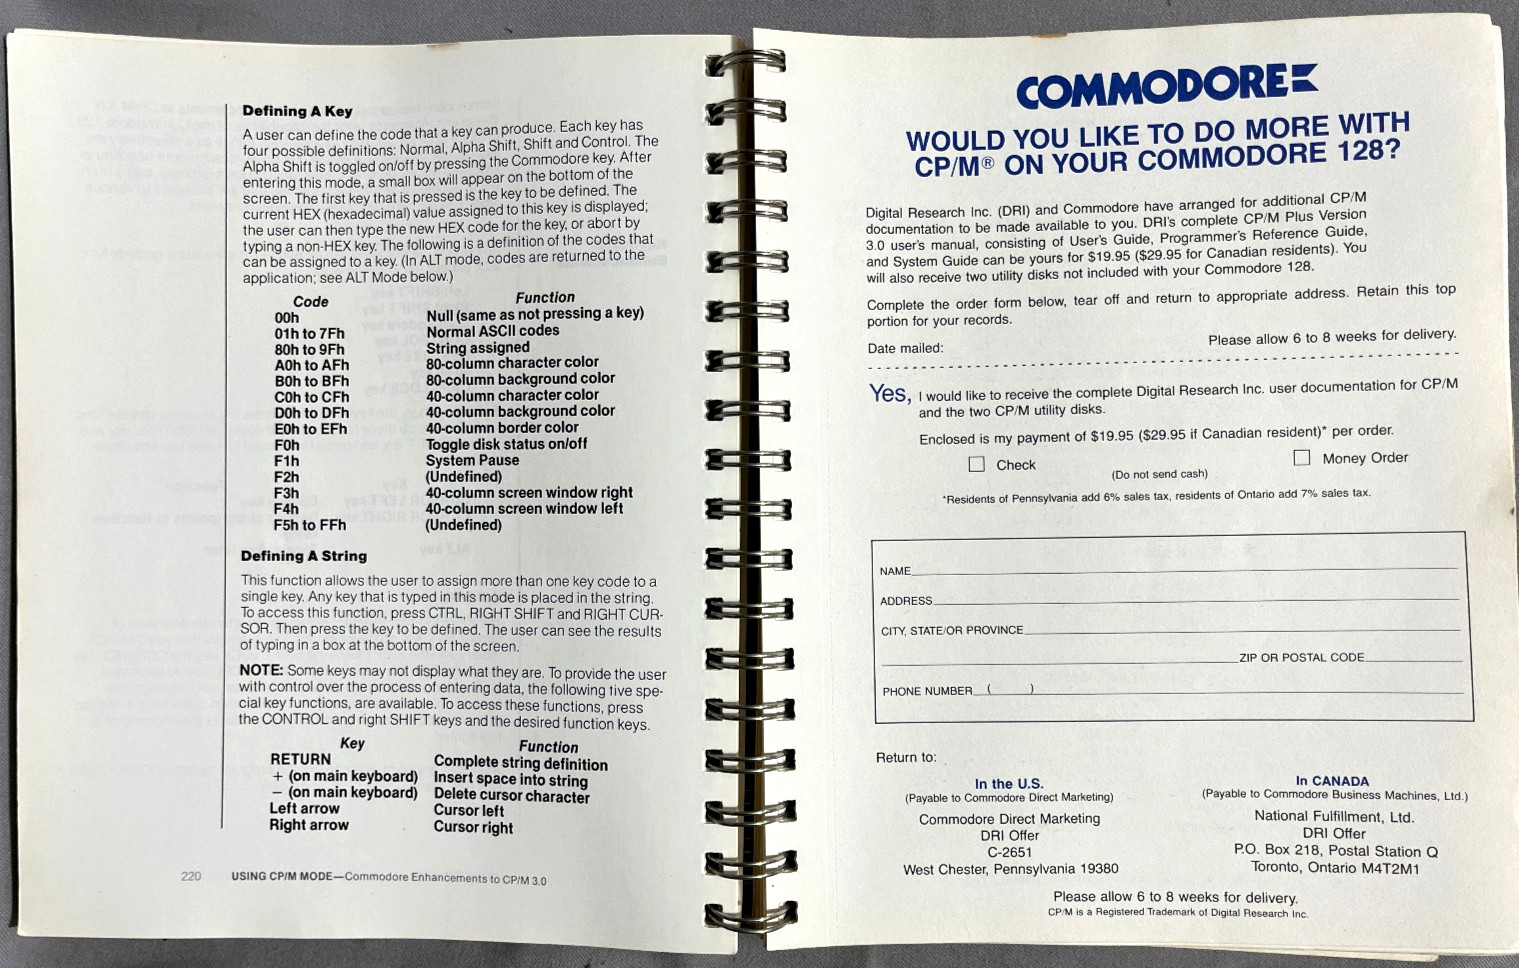 Defining A Key
A user can define the code that a key can produce. Each key has
four possible definitions: Normal, Alpha Shift, Shift and Control. The
Alpha Shift is toggled on/off by pressing the Commodore key. After
entering this mode, a small box will appear on the bottom of the
screen. The first key that is pressed is the key to be defined. The
current HEX (hexadecimal) value assigned to this key is displayed;
the user can then type the new HEX code for the key, or abort by
typing a non-HEX key. The following is a definition of the codes that
can be assigned to a key. (In ALT mode, codes are returned to the
application; see ALT Mode below.)
Code Function
00h Null (same as not pressing a key)
01h to 7Fh Normal ASCII codes
80h to 9Fh String assigned
A0h to AFh 80-column character color
B0h to BFh 80-column background color
C0h to CFh 40-column character color
D0h to DFh 40-column background color
E0h to EFh 40-column border color
F0h Toggle disk status on/off
F1h System Pause
F2h (Undefined)
F3h 40-column screen window right
F4h 40-column screen window left
F5h to FFh (Undefined)
Defining A String
This function allows the user to assign more than one key code to a
single key. Any key that is typed in this mode is placed in the string.
To access this function, press CTRL, RIGHT SHIFT and RIGHT CUR-
SOR. Then press the key to be defined. The user can see the results
of typing in a box at the bottom of the screen.
NOTE: Some keys may not display what they are. To provide the user
with control over the process of entering data, the following five spe-
cial key functions, are available. To access these functions, press
the CONTROL and right SHIFT keys and the desired function keys.
Key Function
RETURN Complete string definition
+ (on main keyboard) Insert space into string
− (on main keyboard) Delete cursor character
Left arrow Cursor left
Right arrow Cursor right
220 USING CP/M MODE—Commodore Enhancements to CP/M 3.0
COMMODORE
WOULD YOU LIKE TO DO MORE WITH
CP/M® ON YOUR COMMODORE 128?
Digital Research Inc. (DRI) and Commodore have arranged for additional CP/M
documentation to be made available to you. DRI's complete CP/M Plus Version
3.0 user's manual, consisting of User's Guide, Programmer's Reference Guide,
and System Guide can be yours for $19.95 ($29.95 for Canadian residents). You
will also receive two utility disks not included with your Commodore 128.
Complete the order form below, tear off and return to appropriate address. Retain this top
portion for your records.
Date mailed: Please allow 6 to 8 weeks for delivery.
Yes, I would like to receive the complete Digital Research Inc. user documentation for CP/M
and the two CP/M utility disks.
Enclosed is my payment of $19.95 ($29.95 if Canadian resident)* per order.
Check (Do not send cash) Money Order
*Residents of Pennsylvania add 6% sales tax, residents of Ontario add 7% sales tax.
NAME
ADDRESS
CITY, STATE/OR PROVINCE
ZIP OR POSTAL CODE
PHONE NUMBER ( )
Return to:
In the U.S.
(Payable to Commodore Direct Marketing)
Commodore Direct Marketing
DRI Offer
C-2651
West Chester, Pennsylvania 19380
In CANADA
(Payable to Commodore Business Machines, Ltd.)
National Fulfillment, Ltd.
DRI Offer
P.O. Box 218, Postal Station Q
Toronto, Ontario M4T2M1
Please allow 6 to 8 weeks for delivery.
CP/M is a Registered Trademark of Digital Research Inc.